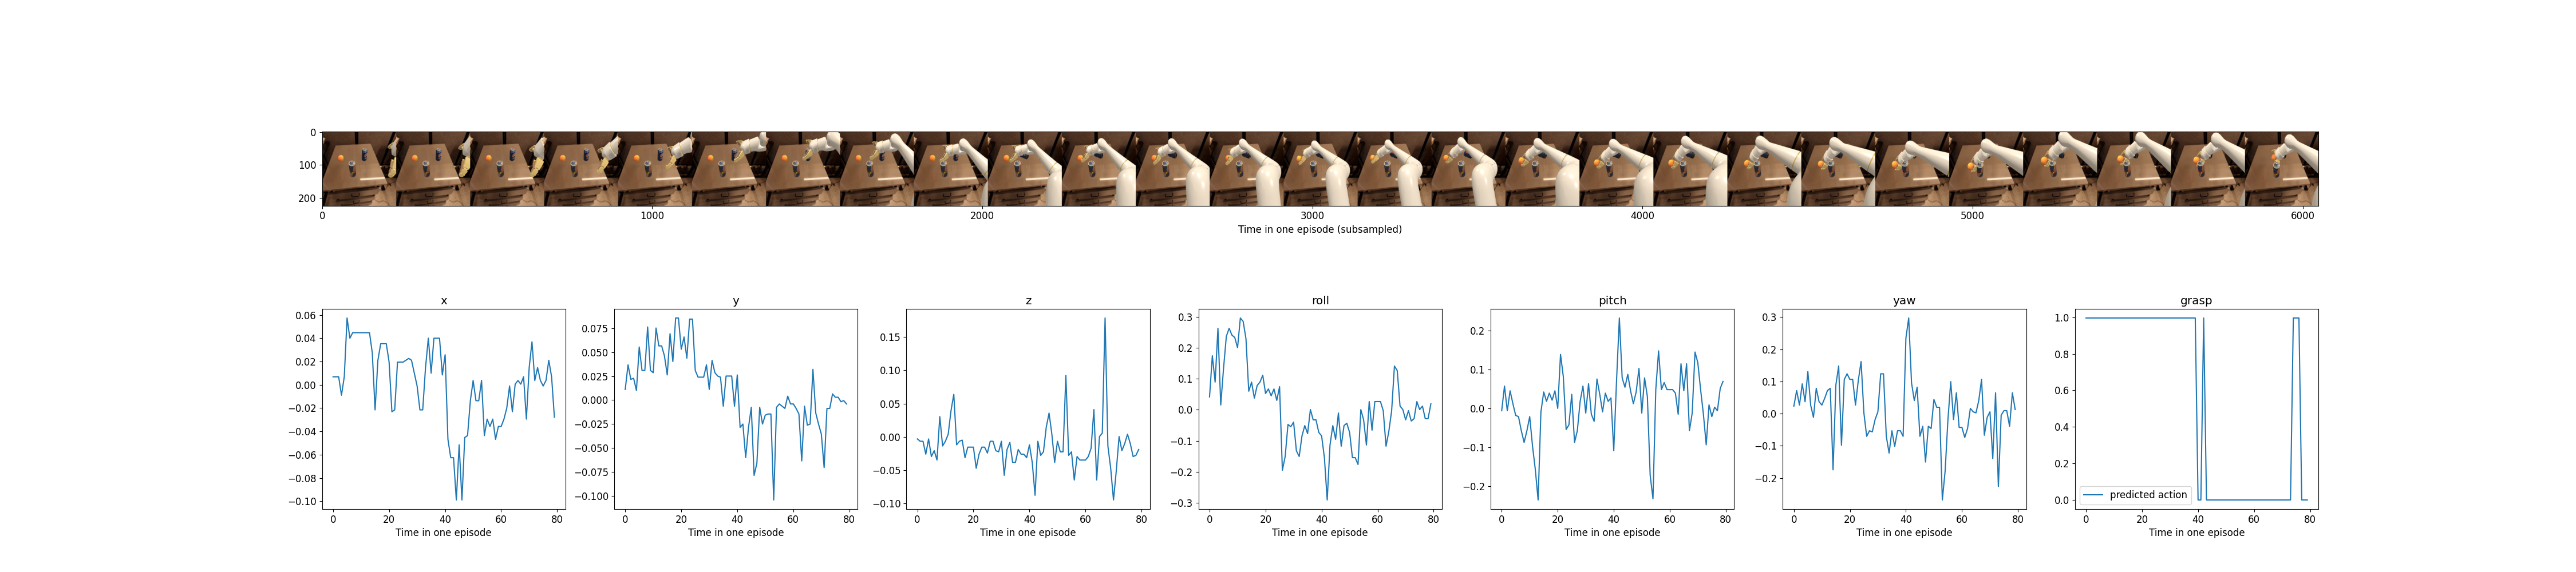 0
100
200
0 1000 2000 3000 4000 5000 6000
Time in one episode (subsampled)
x
0.06
0.04
0.02
0.00
−0.02
−0.04
−0.06
−0.08
−0.10
0 20 40 60 80
Time in one episode
y
0.075
0.050
0.025
0.000
−0.025
−0.050
−0.075
−0.100
0 20 40 60 80
Time in one episode
z
0.15
0.10
0.05
0.00
−0.05
−0.10
0 20 40 60 80
Time in one episode
roll
0.3
0.2
0.1
0.0
−0.1
−0.2
−0.3
0 20 40 60 80
Time in one episode
pitch
0.2
0.1
0.0
−0.1
−0.2
0 20 40 60 80
Time in one episode
yaw
0.3
0.2
0.1
0.0
−0.1
−0.2
0 20 40 60 80
Time in one episode
grasp
1.0
0.8
0.6
0.4
0.2
0.0
predicted action
0 20 40 60 80
Time in one episode